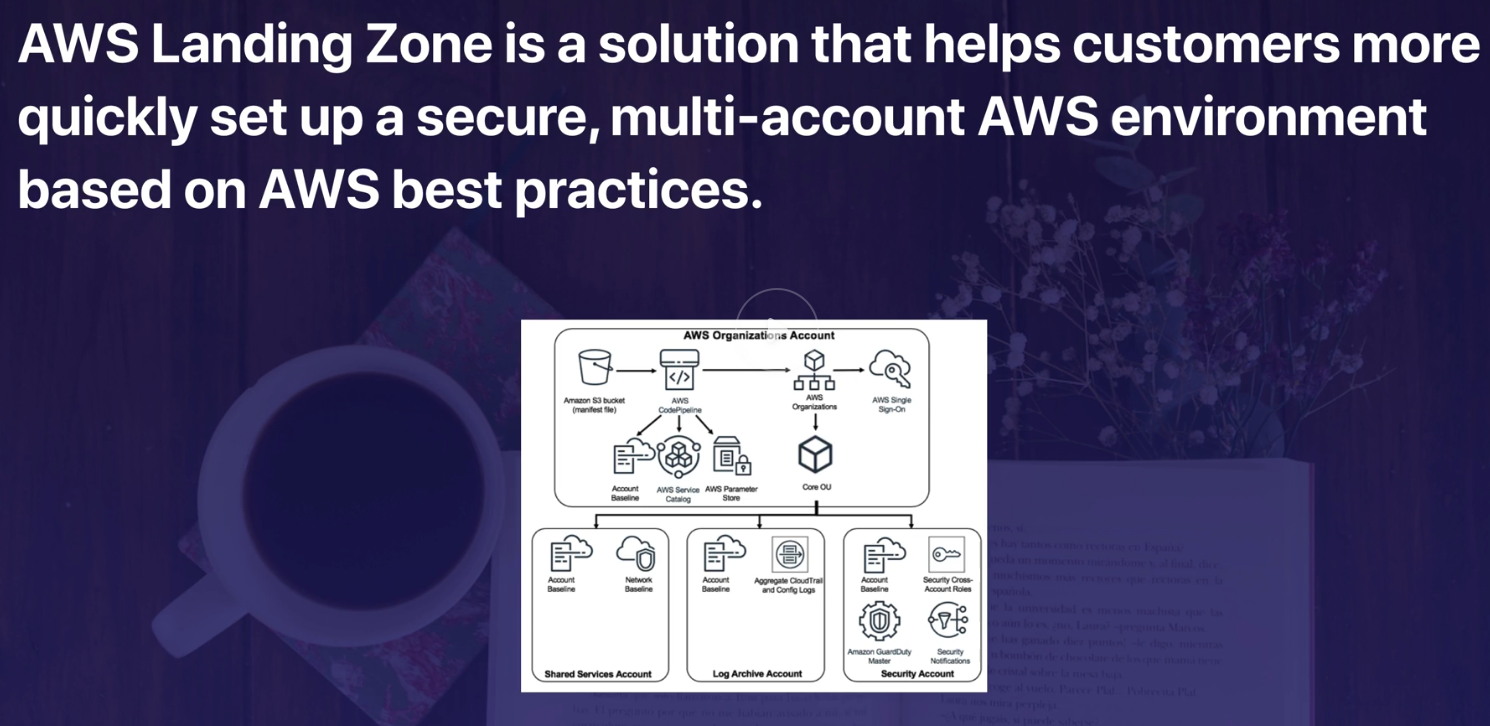 AWS Landing Zone is a solution that helps customers more
quickly set up a secure, multi-account AWS environment
based on AWS best practices.
AWS Organizations Account
Amazon S3 bucket
(manifest file)
AWS
CodePipeline
AWS
Organizations
AWS Single
Sign-On
Account
Baseline
AWS Service
Catalog
AWS Parameter
Store
Core OU
Account
Baseline
Network
Baseline
Shared Services Account
Account
Baseline
Aggregate CloudTrail
and Config Logs
Log Archive Account
Account
Baseline
Security Cross-
Account Roles
Amazon GuardDuty
Master
Security
Notifications
Security Account